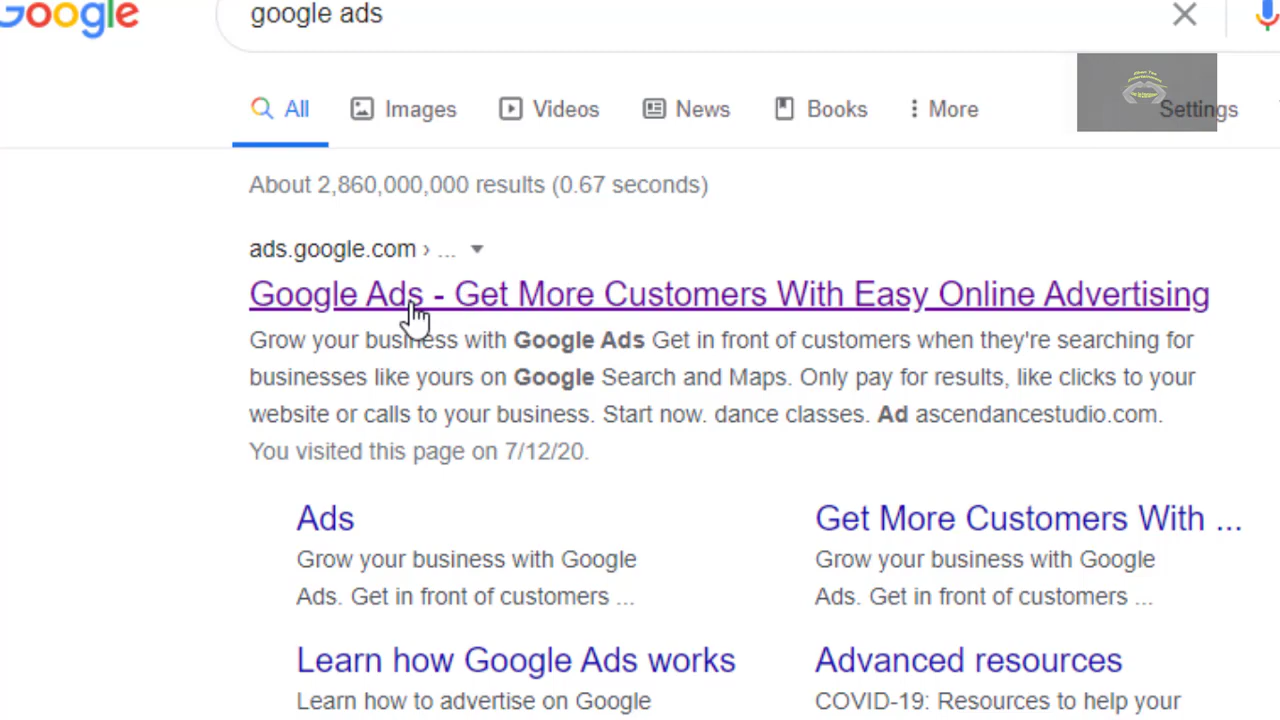 Google
google ads
All
Images
Videos
News
Books
More
Settings
About 2,860,000,000 results (0.67 seconds)
ads.google.com › ...
Google Ads - Get More Customers With Easy Online Advertising
Grow your business with Google Ads Get in front of customers when they're searching for
businesses like yours on Google Search and Maps. Only pay for results, like clicks to your
website or calls to your business. Start now. dance classes. Ad ascendancestudio.com.
You visited this page on 7/12/20.
Ads
Grow your business with Google
Ads. Get in front of customers ...
Get More Customers With ...
Grow your business with Google
Ads. Get in front of customers ...
Learn how Google Ads works
Learn how to advertise on Google
Advanced resources
COVID-19: Resources to help your